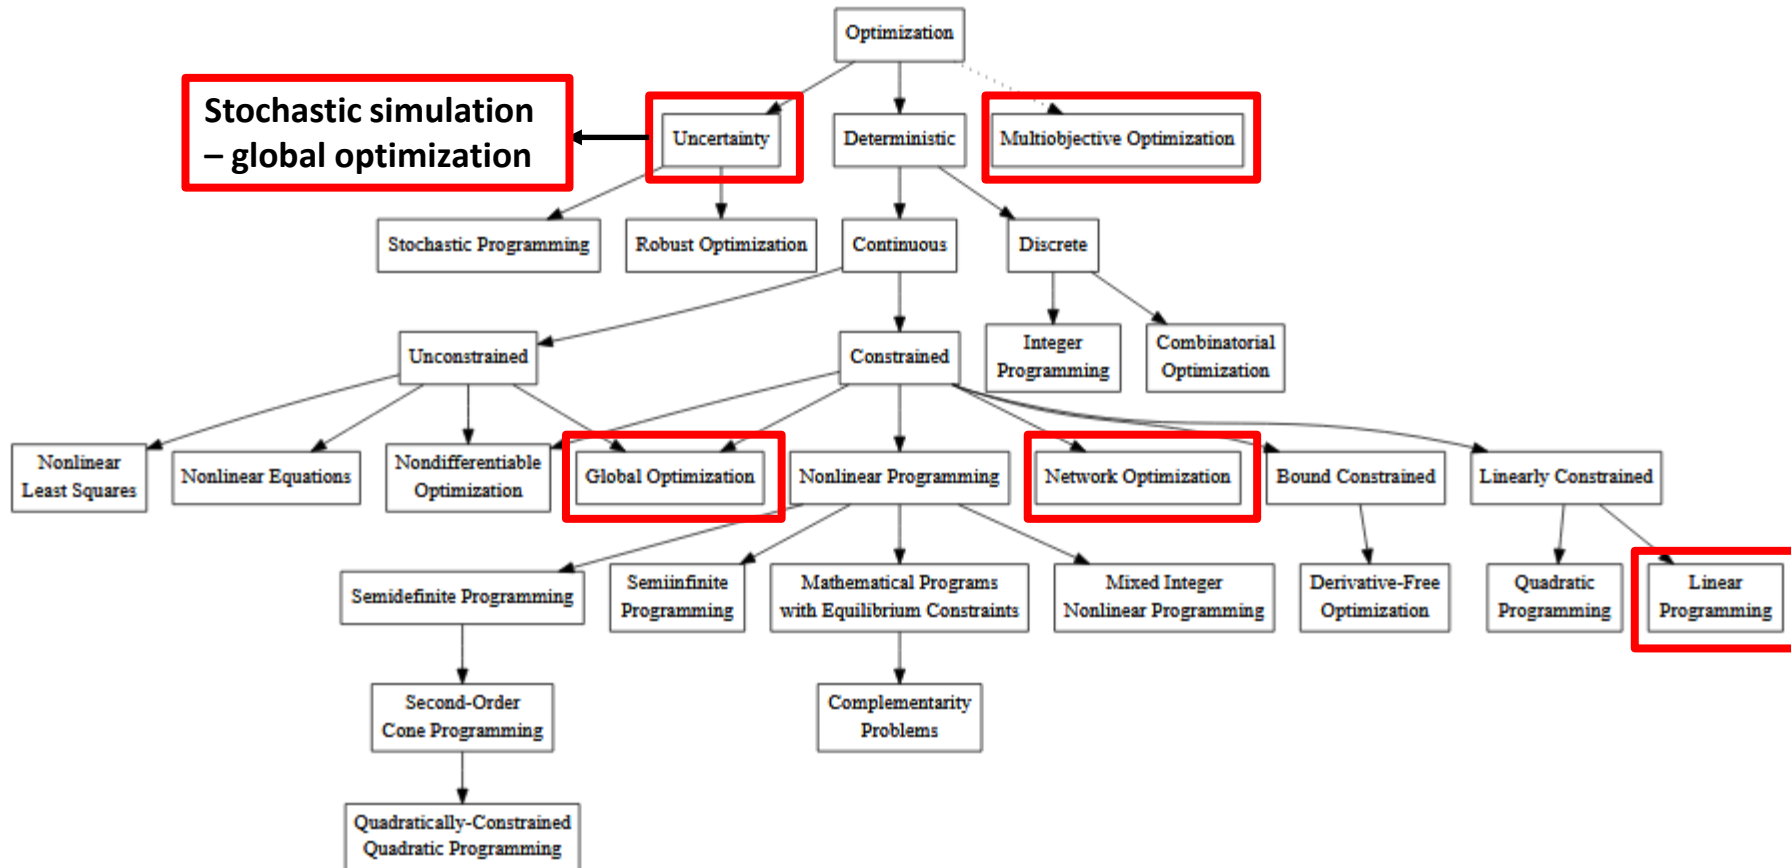 Optimization
Stochastic simulation
– global optimization
Uncertainty
Deterministic
Multiobjective Optimization
Stochastic Programming
Robust Optimization
Continuous
Discrete
Unconstrained
Constrained
Integer
Programming
Combinatorial
Optimization
Nonlinear
Least Squares
Nonlinear Equations
Nondifferentiable
Optimization
Global Optimization
Nonlinear Programming
Network Optimization
Bound Constrained
Linearly Constrained
Semidefinite Programming
Semiinfinite
Programming
Mathematical Programs
with Equilibrium Constraints
Mixed Integer
Nonlinear Programming
Derivative-Free
Optimization
Quadratic
Programming
Linear
Programming
Second-Order
Cone Programming
Complementarity
Problems
Quadratically-Constrained
Quadratic Programming